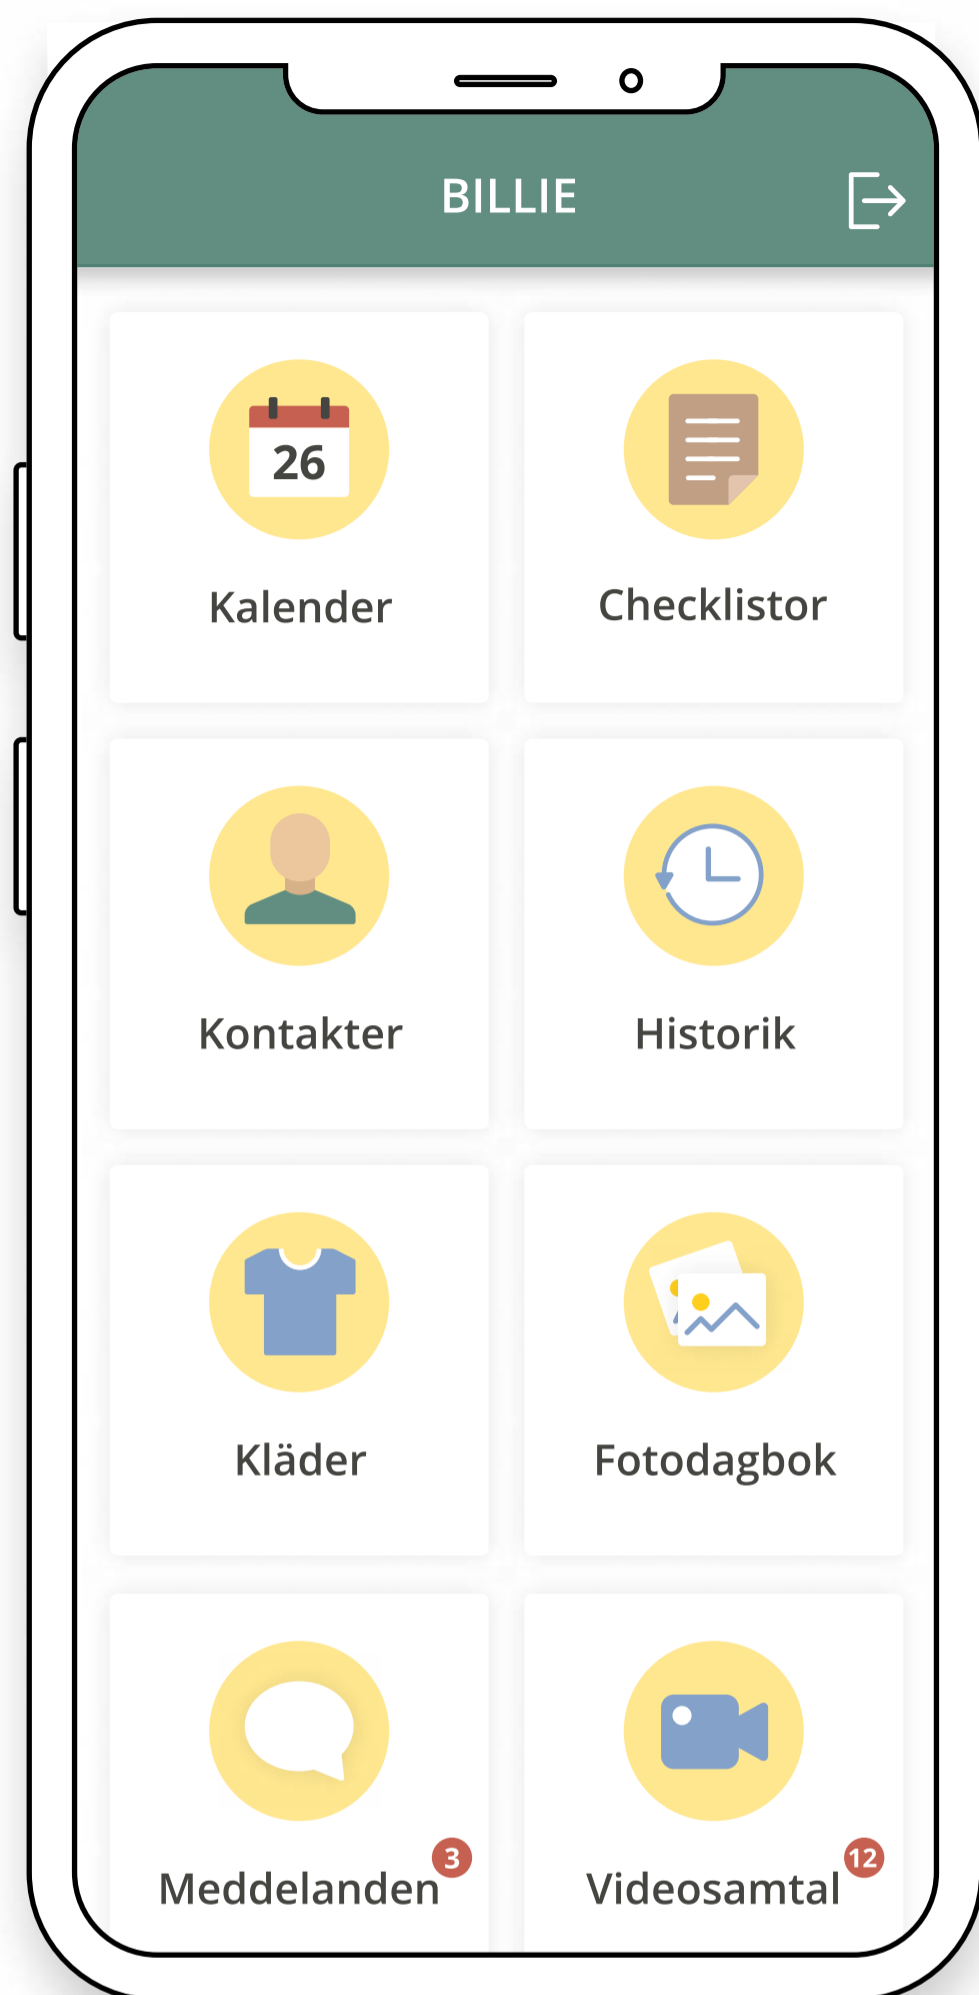 BILLIE
26
Kalender
Checklistor
Kontakter
Historik
Kläder
Fotodagbok
3
Meddelanden
12
Videosamtal